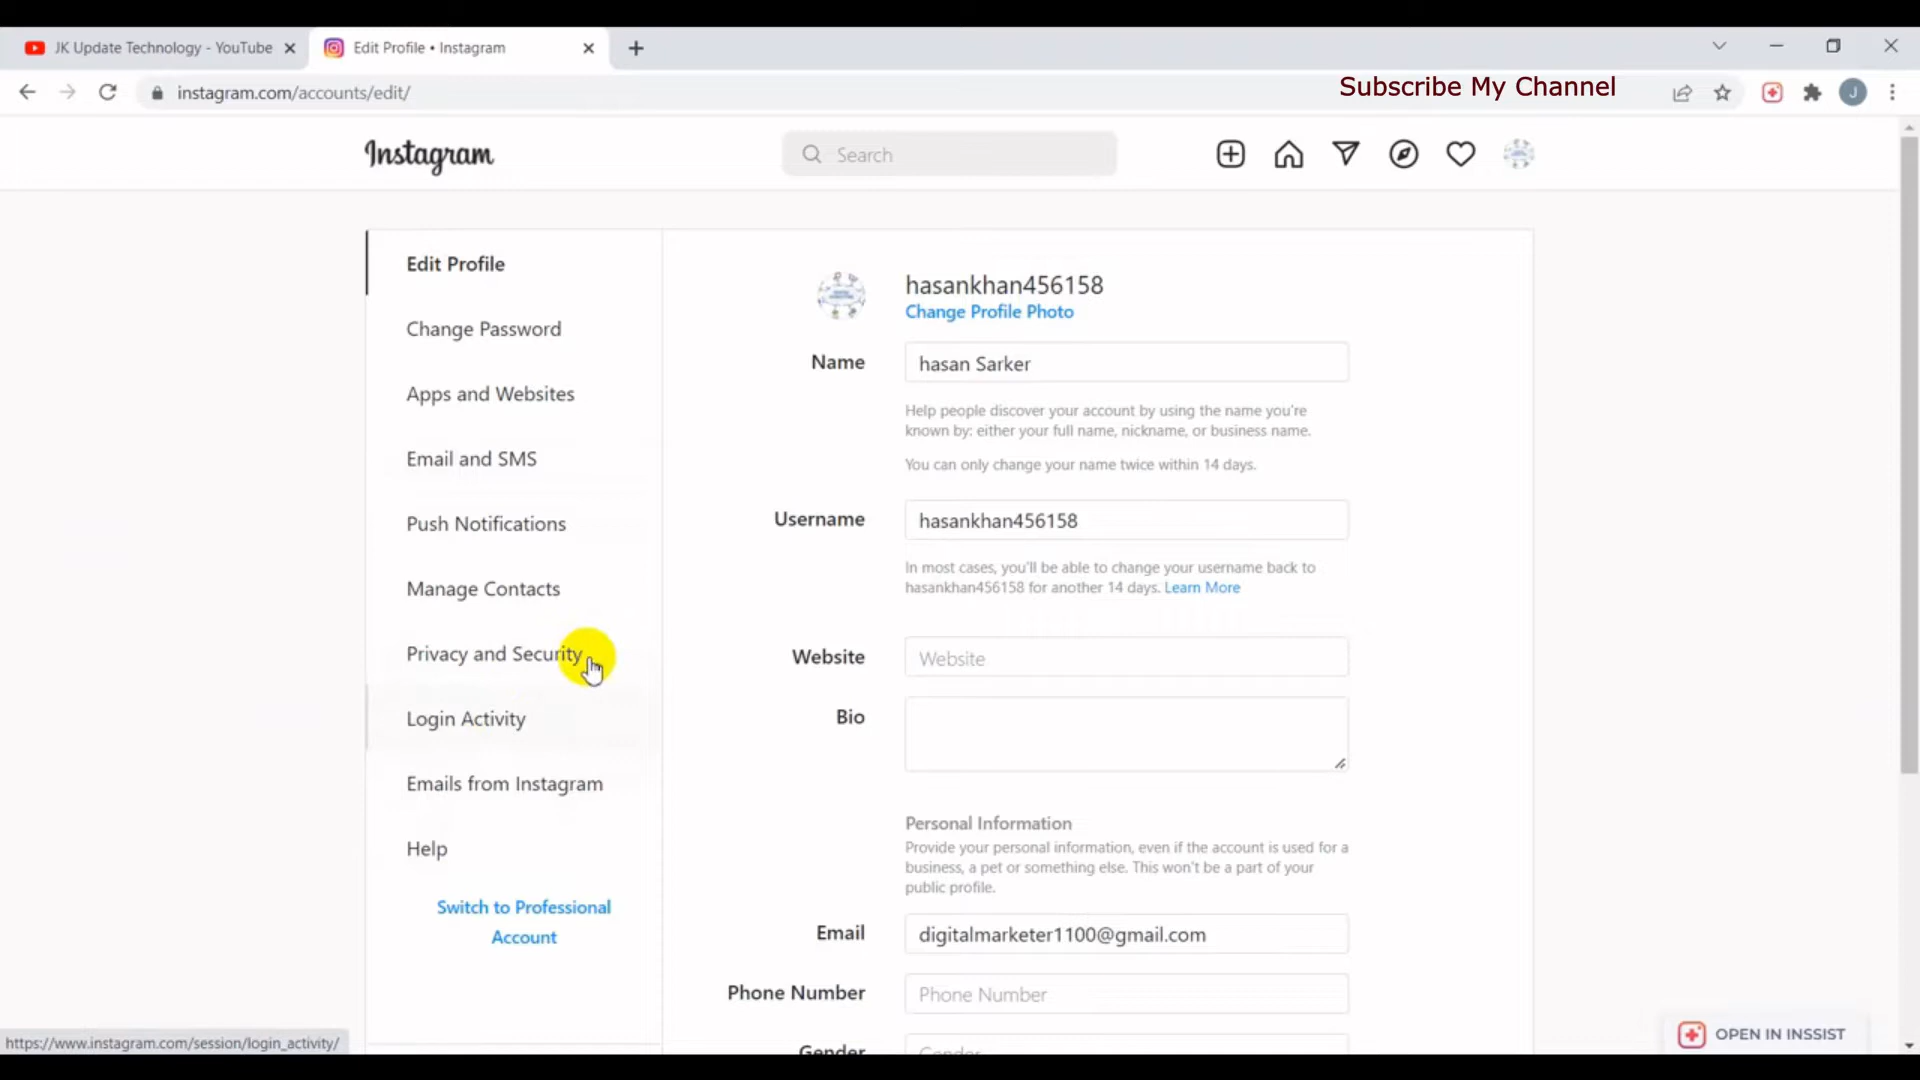 JK Update Technology - YouTube
Edit Profile • Instagram
instagram.com/accounts/edit/
Subscribe My Channel
J
Instagram
Search
Edit Profile
Change Password
Apps and Websites
Email and SMS
Push Notifications
Manage Contacts
Privacy and Security
Login Activity
Emails from Instagram
Help
Switch to Professional
Account
hasankhan456158
Change Profile Photo
Name
hasan Sarker
Help people discover your account by using the name you're
known by: either your full name, nickname, or business name.
You can only change your name twice within 14 days.
Username
hasankhan456158
In most cases, you'll be able to change your username back to
hasankhan456158 for another 14 days. Learn More
Website
Website
Bio
Personal Information
Provide your personal information, even if the account is used for a
business, a pet or something else. This won't be a part of your
public profile.
Email
digitalmarketer1100@gmail.com
Phone Number
Phone Number
Gender
Gender
https://www.instagram.com/session/login_activity/
OPEN IN INSSIST